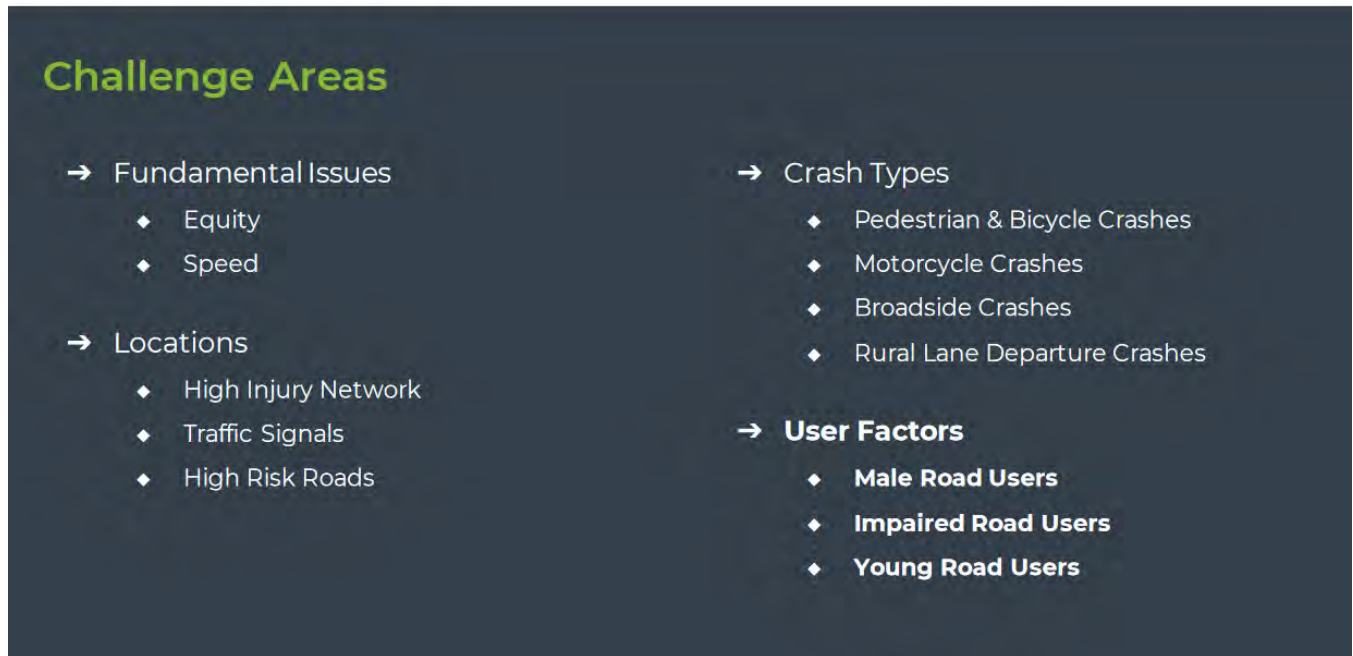 Challenge Areas
➔ Fundamental Issues
◆ Equity
◆ Speed
➔ Locations
◆ High Injury Network
◆ Traffic Signals
◆ High Risk Roads
➔ Crash Types
◆ Pedestrian & Bicycle Crashes
◆ Motorcycle Crashes
◆ Broadside Crashes
◆ Rural Lane Departure Crashes
➔ User Factors
◆ Male Road Users
◆ Impaired Road Users
◆ Young Road Users